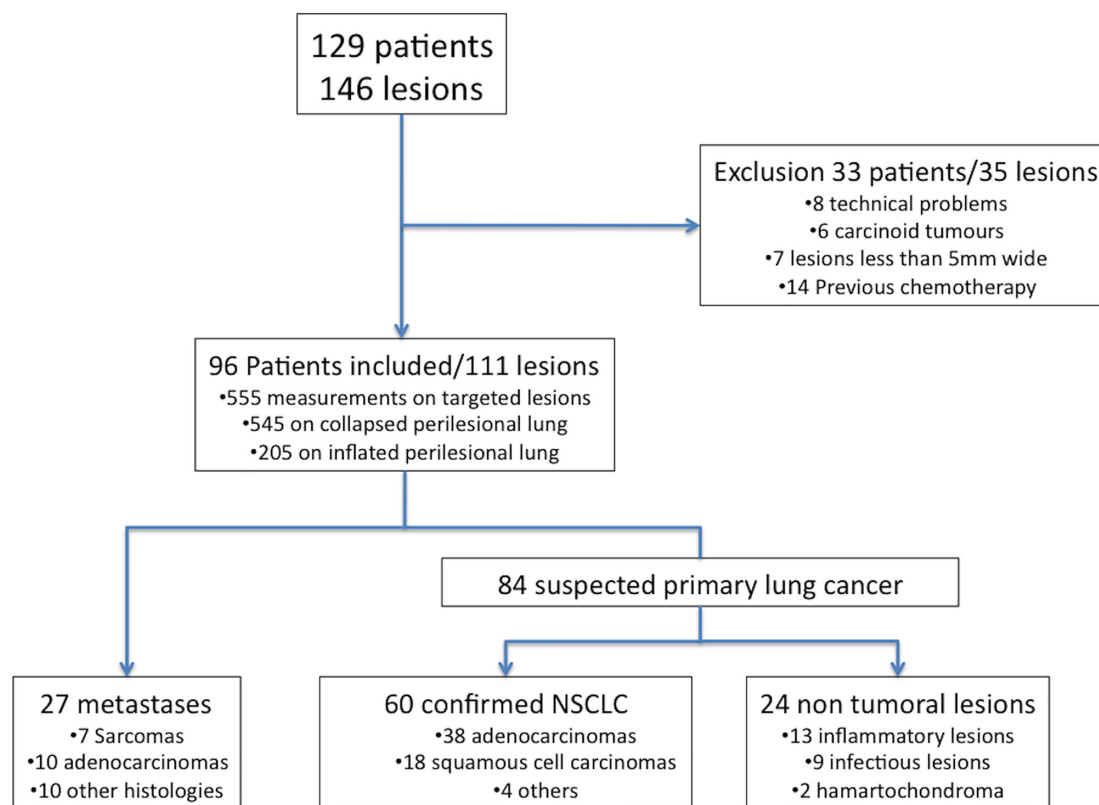 129 patients
146 lesions
Exclusion 33 patients/35 lesions
•8 technical problems
•6 carcinoid tumours
•7 lesions less than 5mm wide
•14 Previous chemotherapy
96 Patients included/111 lesions
•555 measurements on targeted lesions
•545 on collapsed perilesional lung
•205 on inflated perilesional lung
84 suspected primary lung cancer
27 metastases
•7 Sarcomas
•10 adenocarcinomas
•10 other histologies
60 confirmed NSCLC
•38 adenocarcinomas
•18 squamous cell carcinomas
•4 others
24 non tumoral lesions
•13 inflammatory lesions
•9 infectious lesions
•2 hamartochondroma